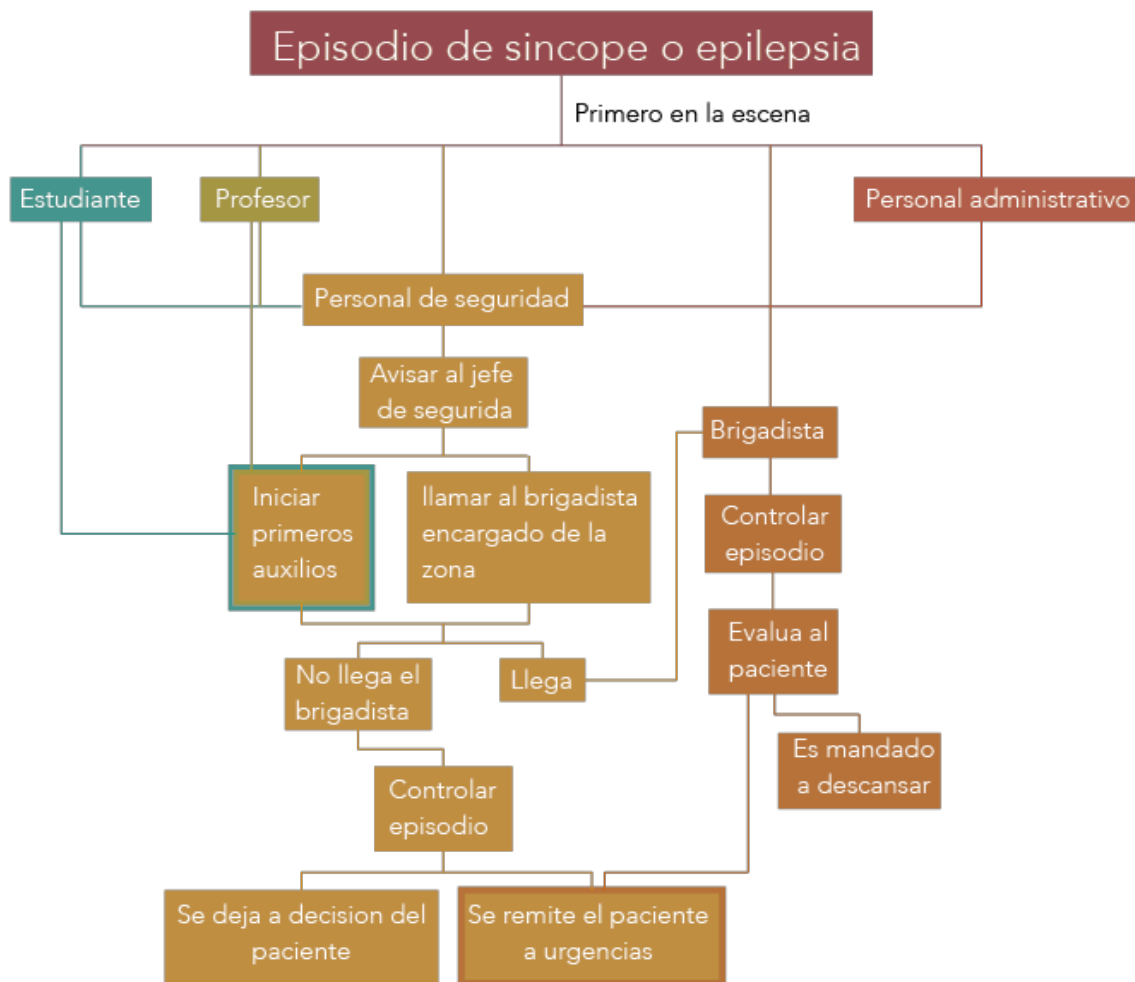 Episodio de sincope o epilepsia
Primero en la escena
Estudiante
Profesor
Personal administrativo
Personal de seguridad
Avisar al jefe
de segurida
Brigadista
Iniciar
primeros
auxilios
llamar al brigadista
encargado de la
zona
Controlar
episodio
Evalua al
paciente
No llega el
brigadista
Llega
Es mandado
a descansar
Controlar
episodio
Se deja a decision del
paciente
Se remite el paciente
a urgencias